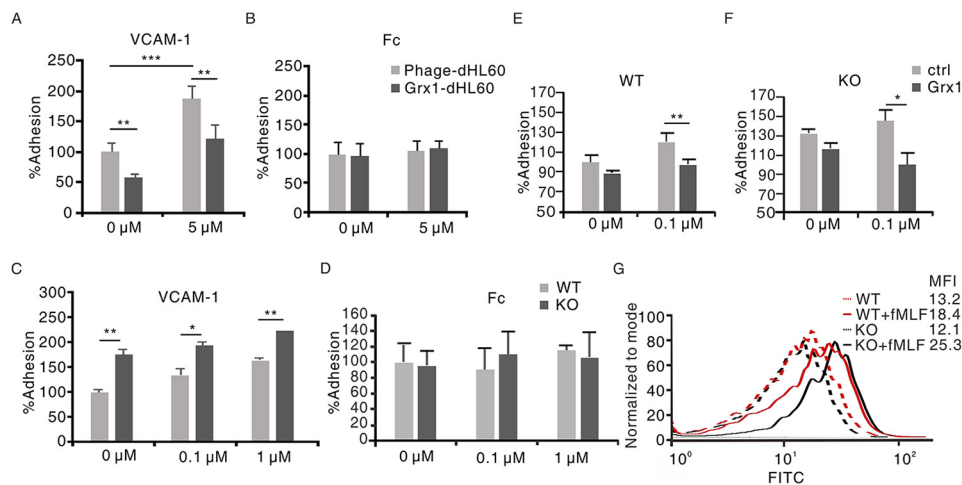 A
VCAM-1
%Adhesion
250
200
150
100
50
0
***
**
**
0 µM
5 µM
B
Fc
%Adhesion
250
200
150
100
50
0
Phage-dHL60
Grx1-dHL60
0 µM
5 µM
E
WT
%Adhesion
170
150
130
110
90
70
50
**
0 µM
0.1 µM
F
KO
%Adhesion
170
150
130
110
90
70
50
*
ctrl
Grx1
0 µM
0.1 µM
C
VCAM-1
%Adhesion
300
250
200
150
100
50
0
**
*
**
0 µM
0.1 µM
1 µM
D
Fc
%Adhesion
160
140
120
100
80
60
40
20
0
WT
KO
0 µM
0.1 µM
1 µM
G
MFI
WT 13.2
WT+fMLF 18.4
KO 12.1
KO+fMLF 25.3
Normalized to mode
100
80
60
40
20
0
10⁰ 10¹ 10²
FITC